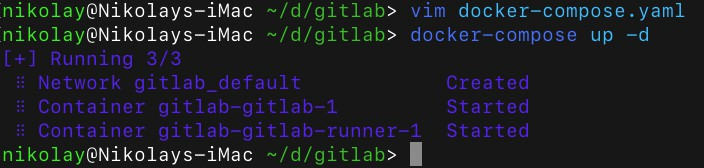 [nikolay@Nikolays-iMac ~/d/gitlab> vim docker-compose.yaml
[nikolay@Nikolays-iMac ~/d/gitlab> docker-compose up -d
[+] Running 3/3
⠿ Network gitlab_default Created
⠿ Container gitlab-gitlab-1 Started
⠿ Container gitlab-gitlab-runner-1 Started
nikolay@Nikolays-iMac ~/d/gitlab>